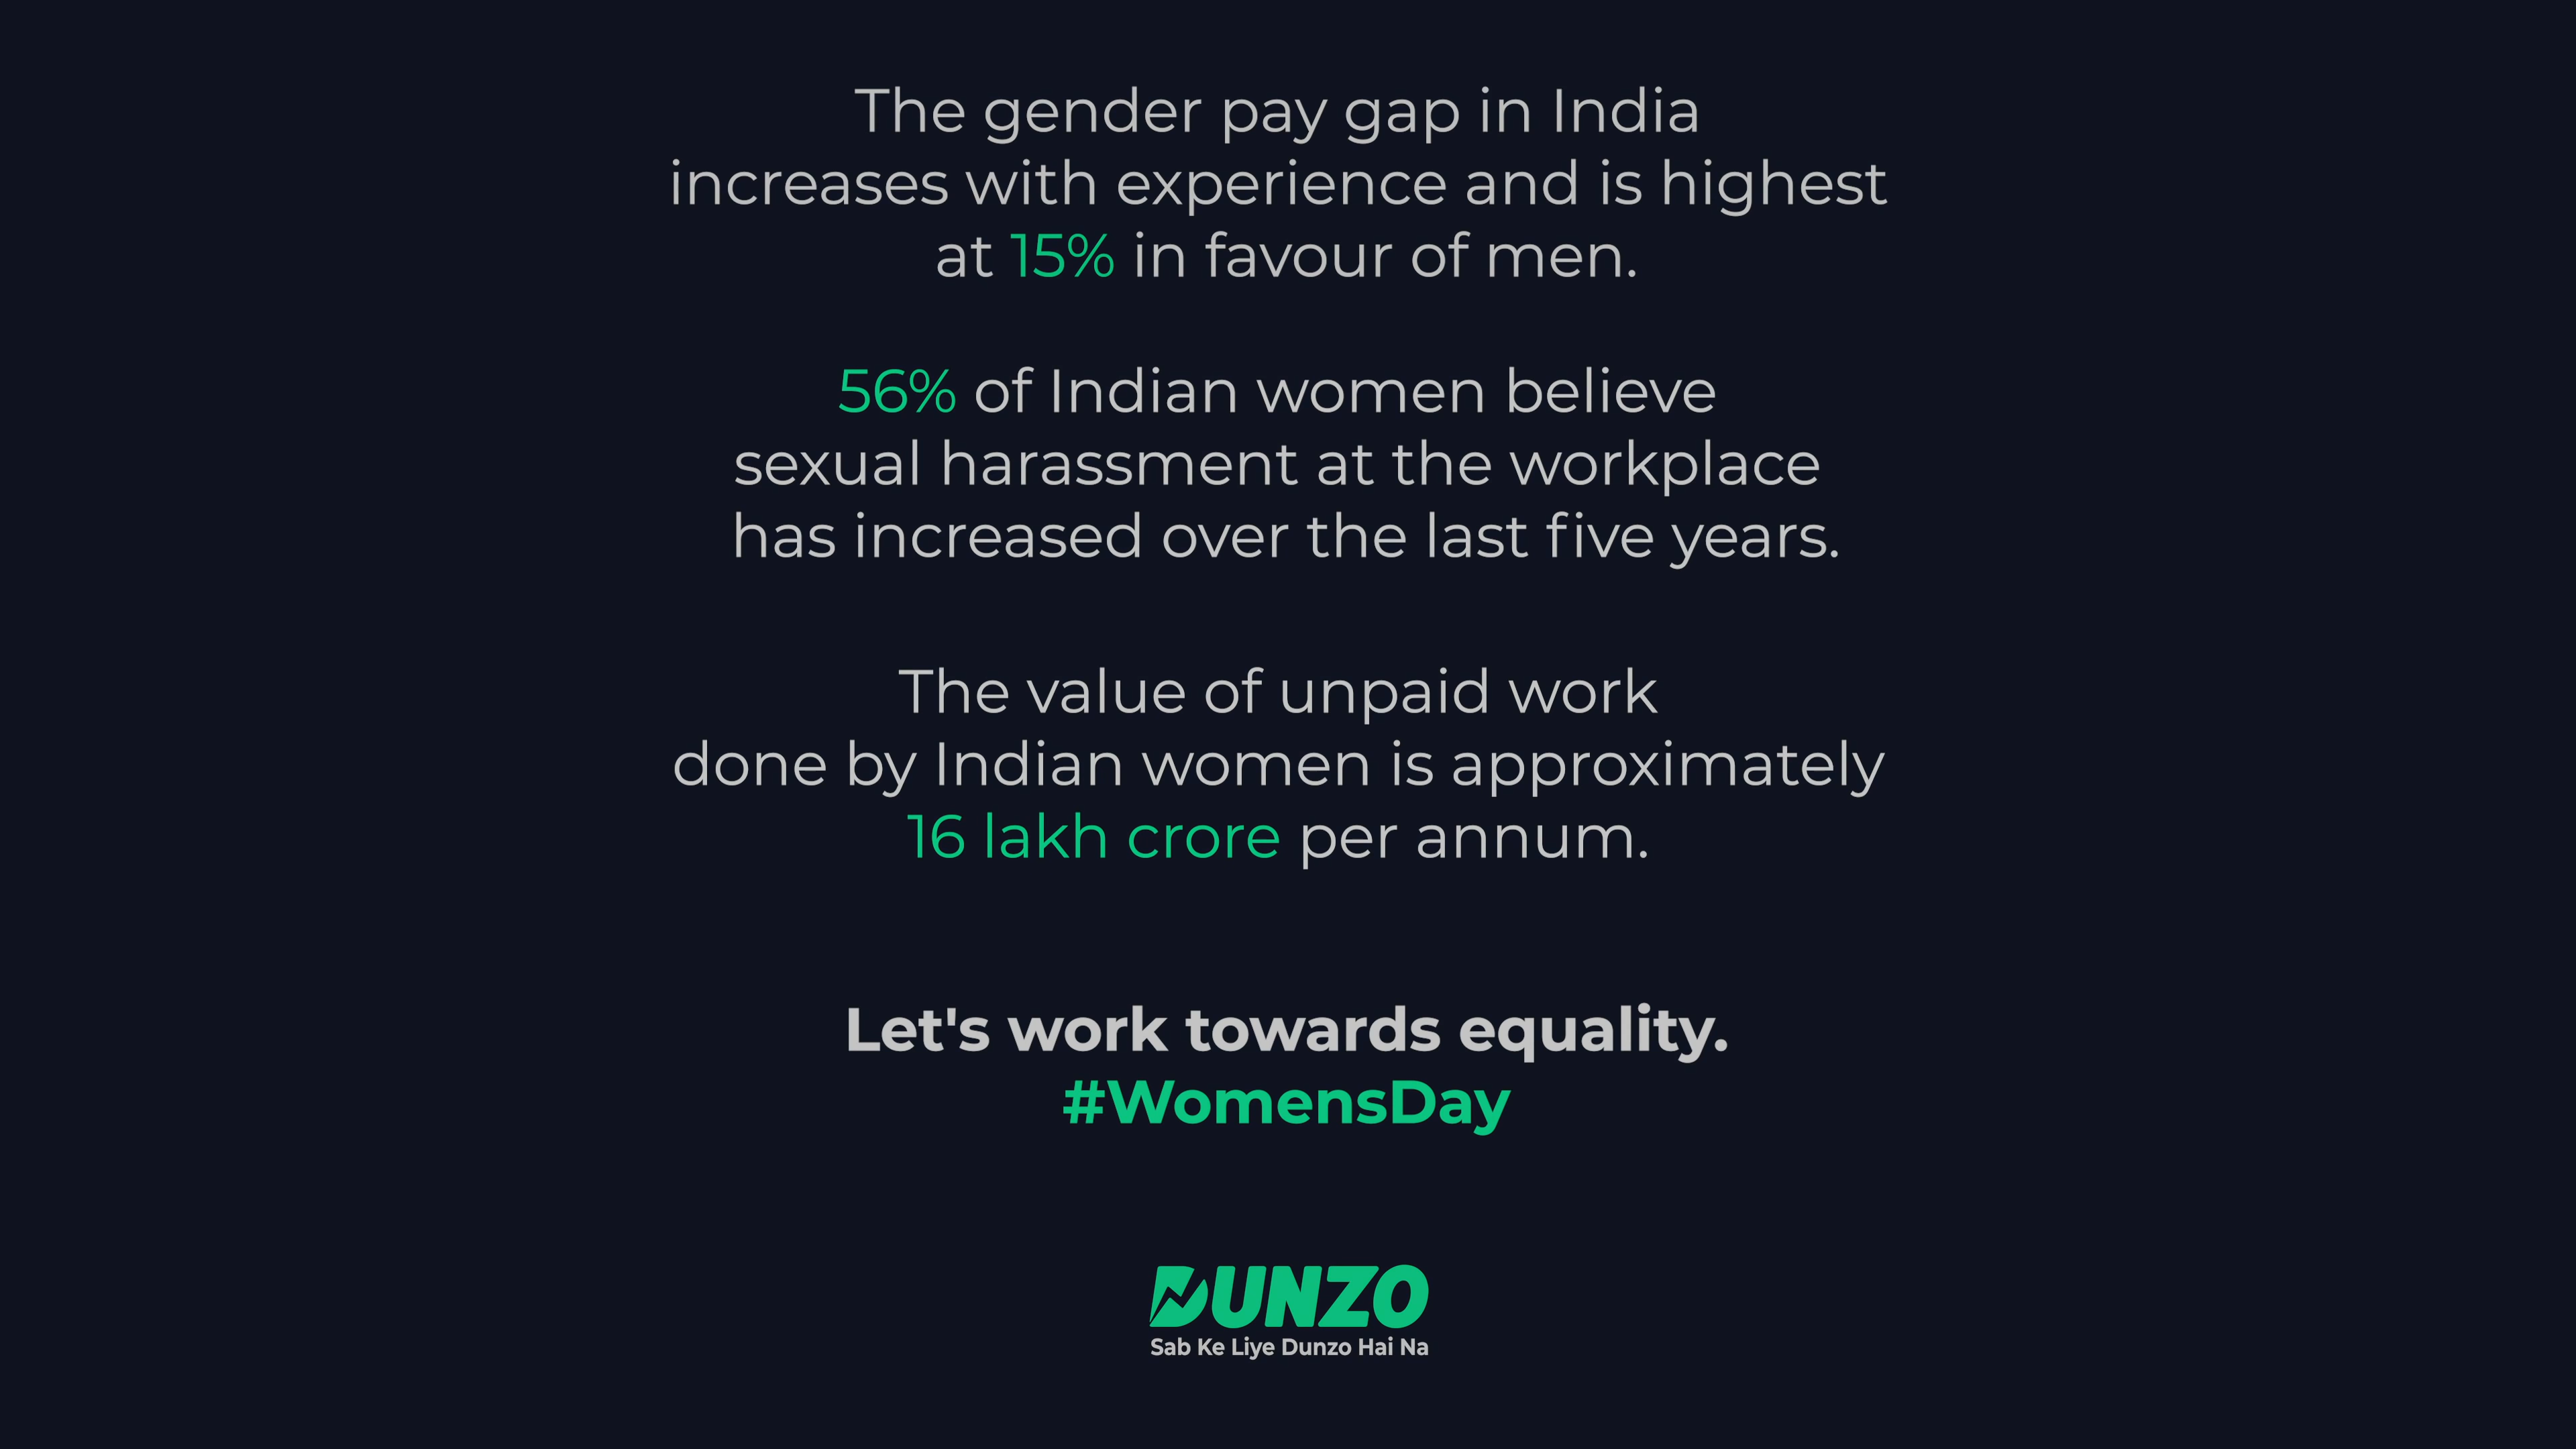 The gender pay gap in India
increases with experience and is highest
at 15% in favour of men.
56% of Indian women believe
sexual harassment at the workplace
has increased over the last five years.
The value of unpaid work
done by Indian women is approximately
16 lakh crore per annum.
Let's work towards equality.
#WomensDay
DUNZO
Sab Ke Liye Dunzo Hai Na